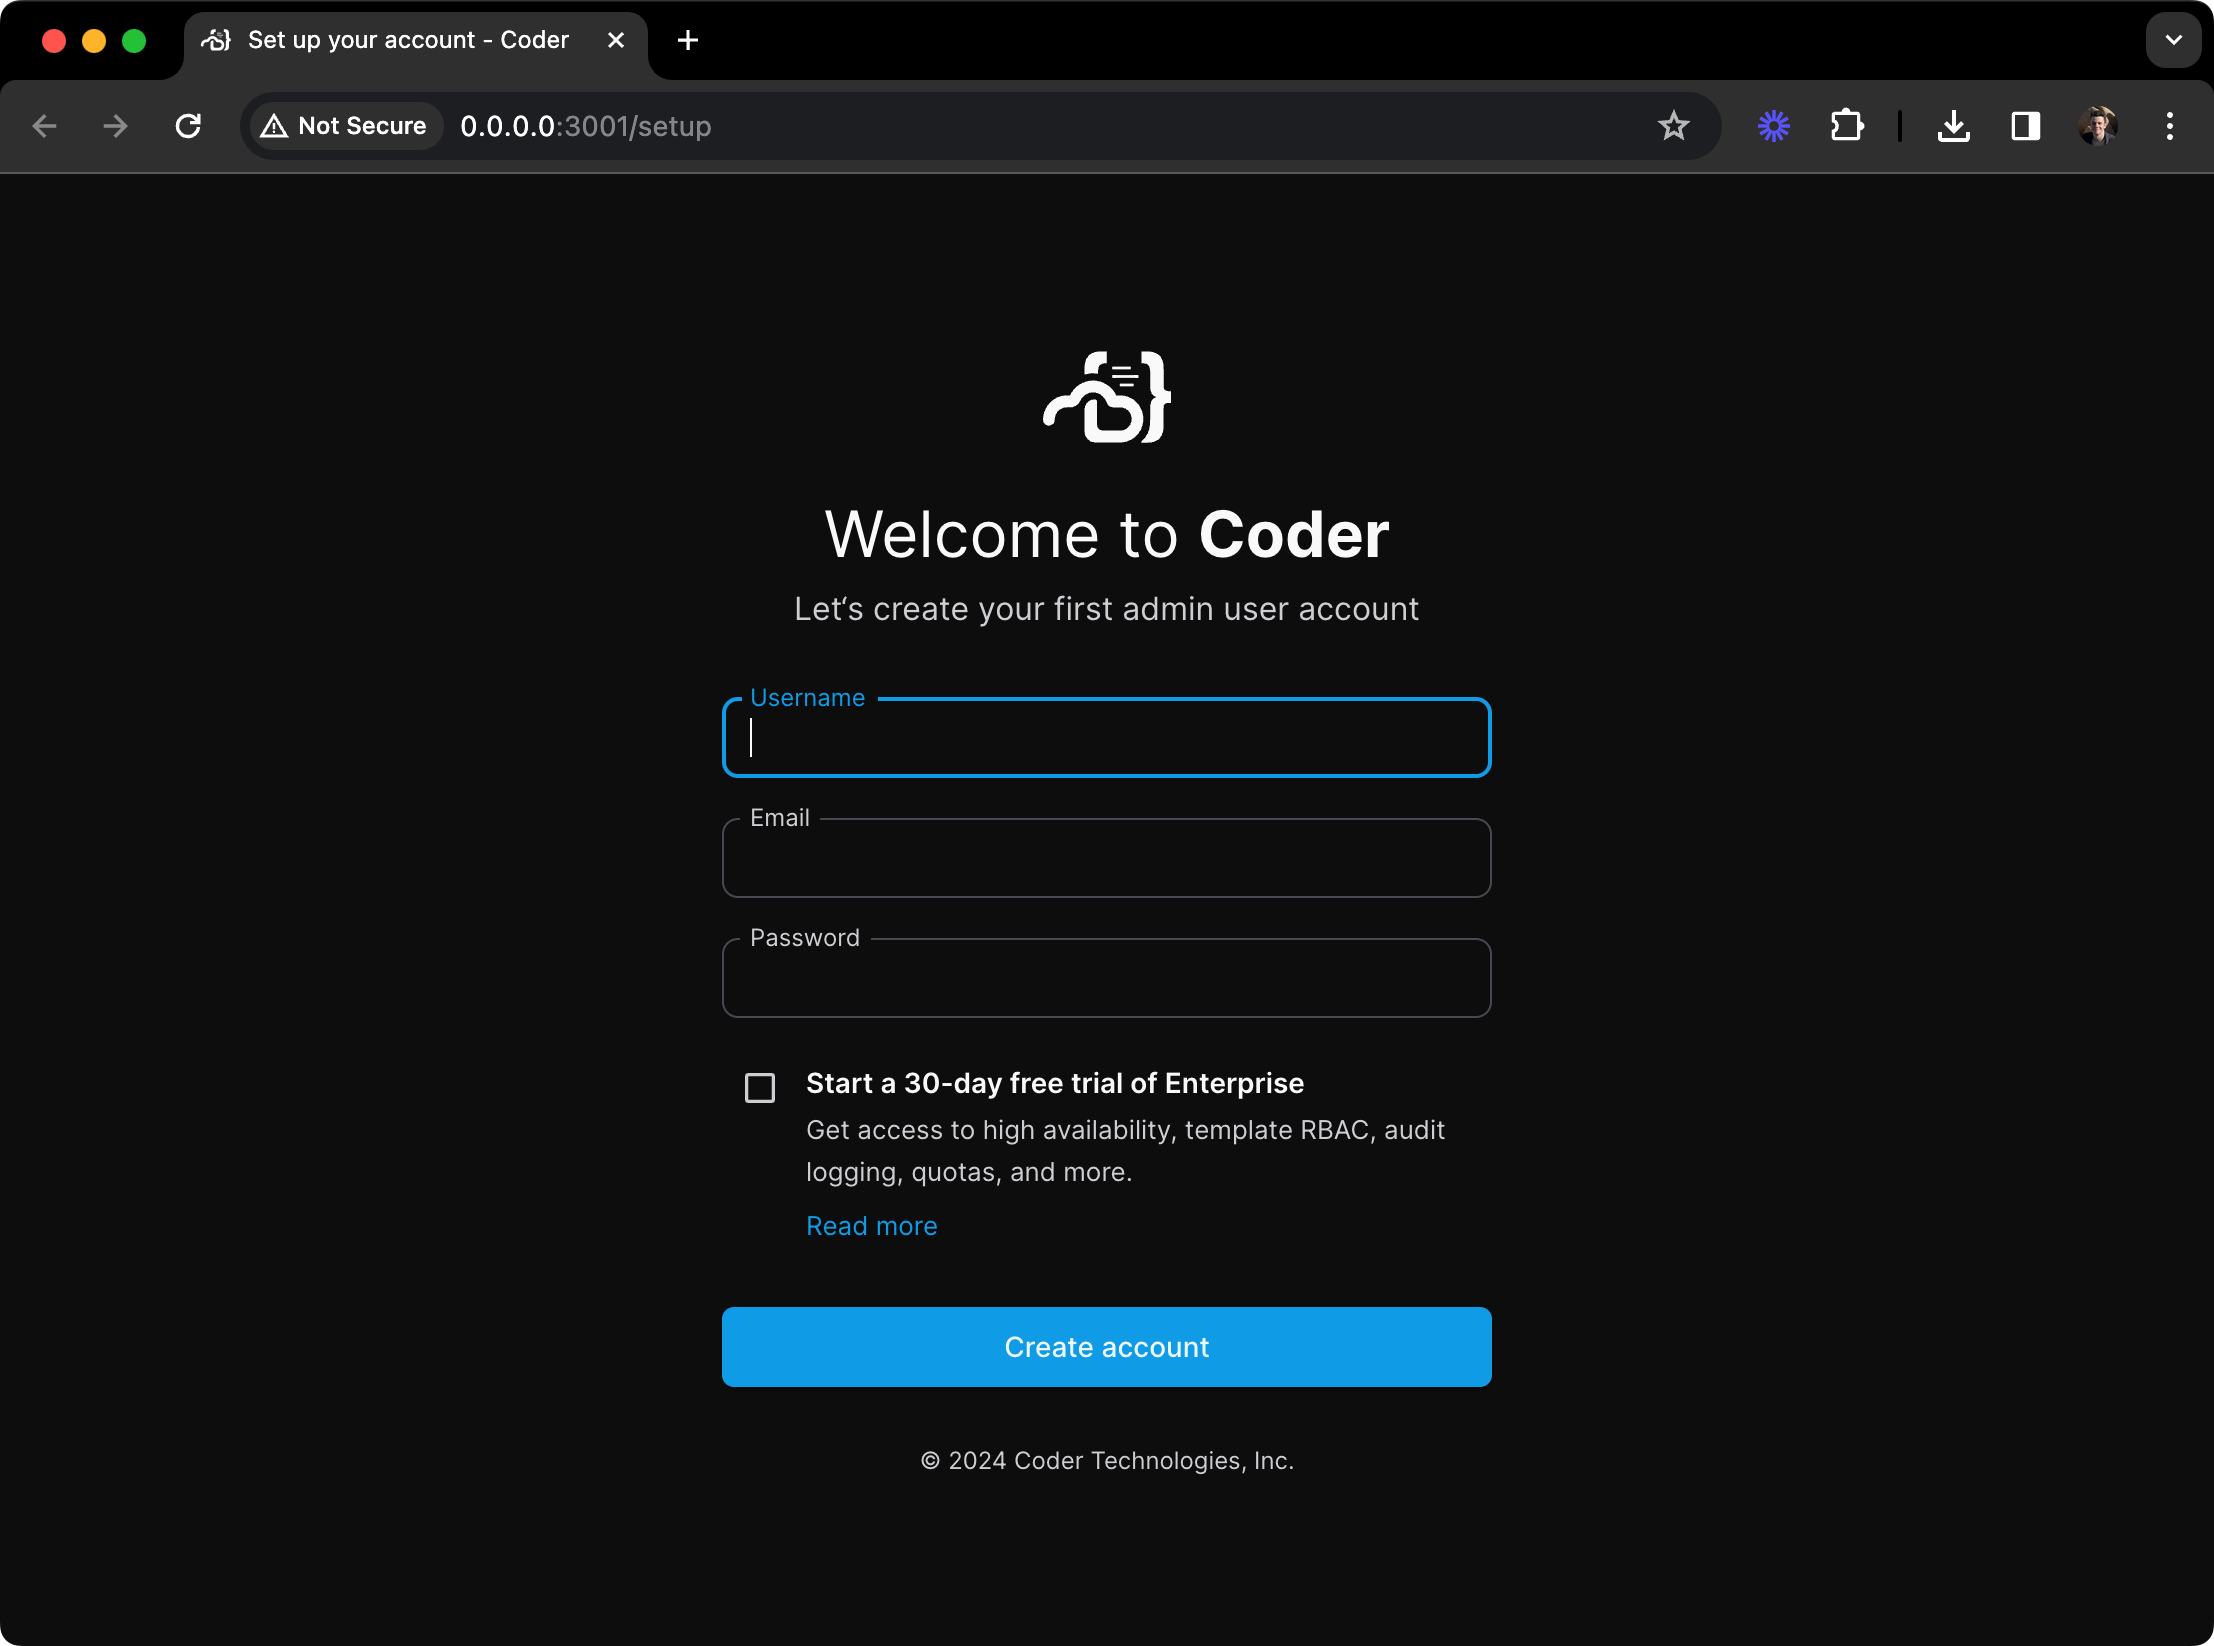 Set up your account - Coder
Not Secure 0.0.0.0:3001/setup
Welcome to Coder
Let‘s create your first admin user account
Username
Email
Password
Start a 30-day free trial of Enterprise
Get access to high availability, template RBAC, audit
logging, quotas, and more.
Read more
Create account
© 2024 Coder Technologies, Inc.